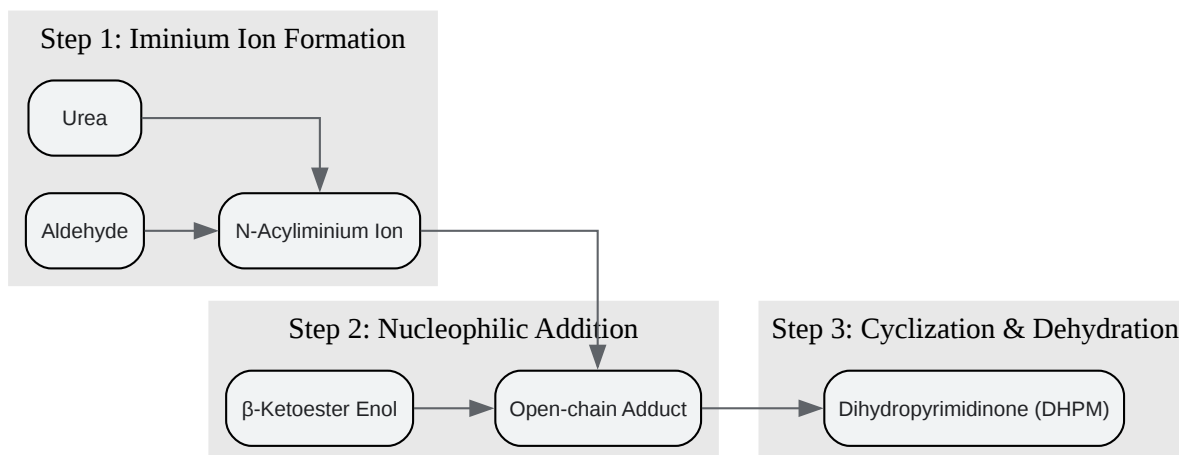 Step 1: Iminium Ion Formation
Urea
Aldehyde
N-Acyliminium Ion
Step 2: Nucleophilic Addition
β-Ketoester Enol
Open-chain Adduct
Step 3: Cyclization & Dehydration
Dihydropyrimidinone (DHPM)